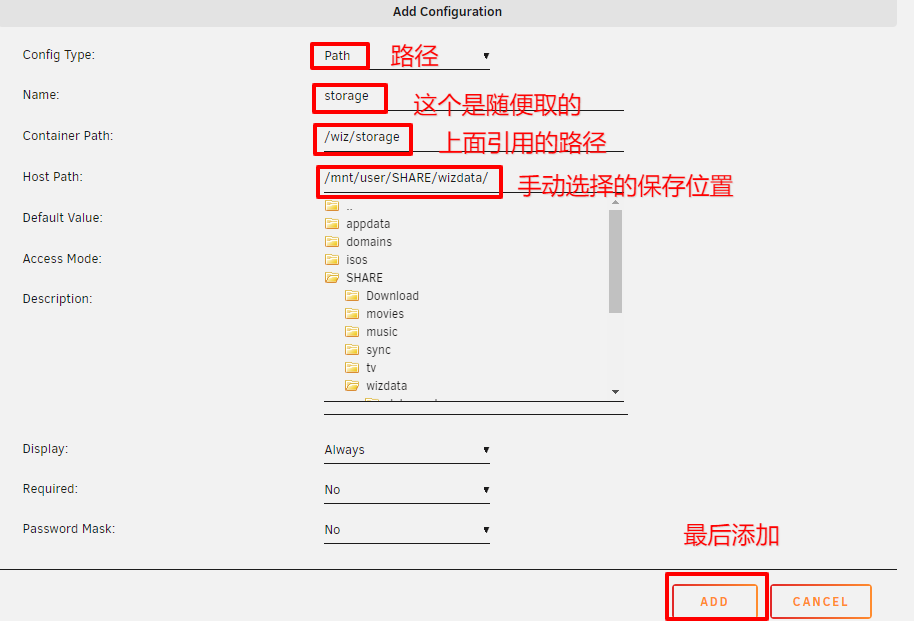 Add Configuration
Config Type:
Path
路径
Name:
storage
这个是随便取的
Container Path:
/wiz/storage
上面引用的路径
Host Path:
/mnt/user/SHARE/wizdata/
手动选择的保存位置
..
Default Value:
appdata
domains
Access Mode:
isos
SHARE
Description:
Download
movies
music
sync
tv
wizdata
Display:
Always
Required:
No
Password Mask:
No
最后添加
ADD
CANCEL